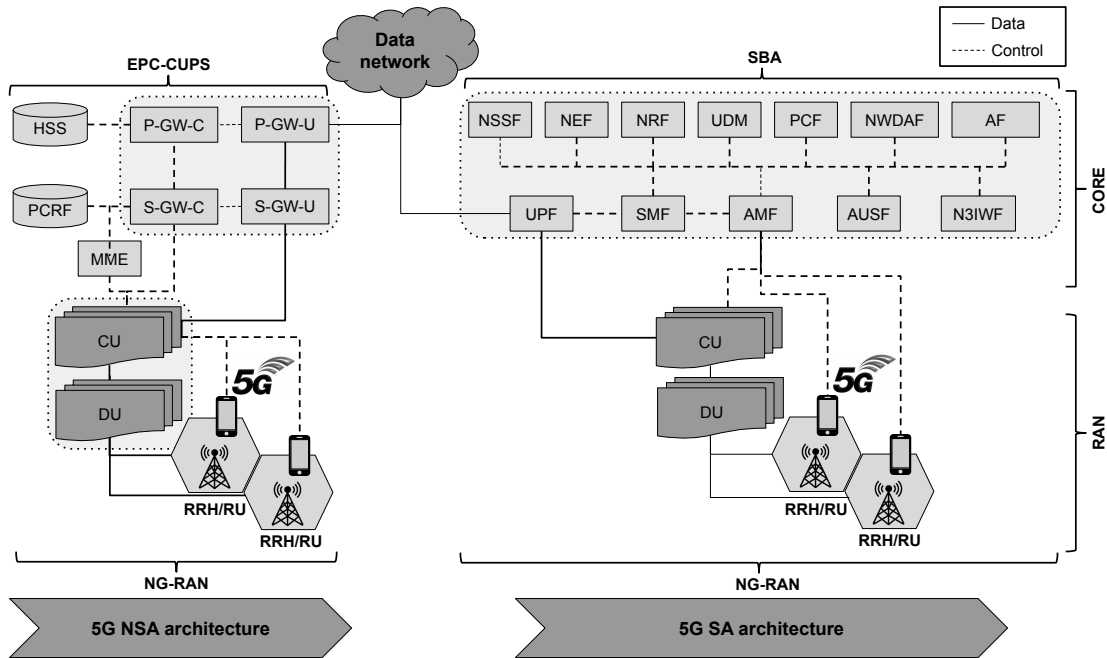 Data
network
Data
Control
EPC-CUPS
SBA
HSS
P-GW-C
P-GW-U
NSSF
NEF
NRF
UDM
PCF
NWDAF
AF
PCRF
S-GW-C
S-GW-U
UPF
SMF
AMF
AUSF
N3IWF
CORE
MME
CU
DU
5G
RRH/RU
RRH/RU
CU
DU
5G
RRH/RU
RRH/RU
RAN
NG-RAN
NG-RAN
5G NSA architecture
5G SA architecture